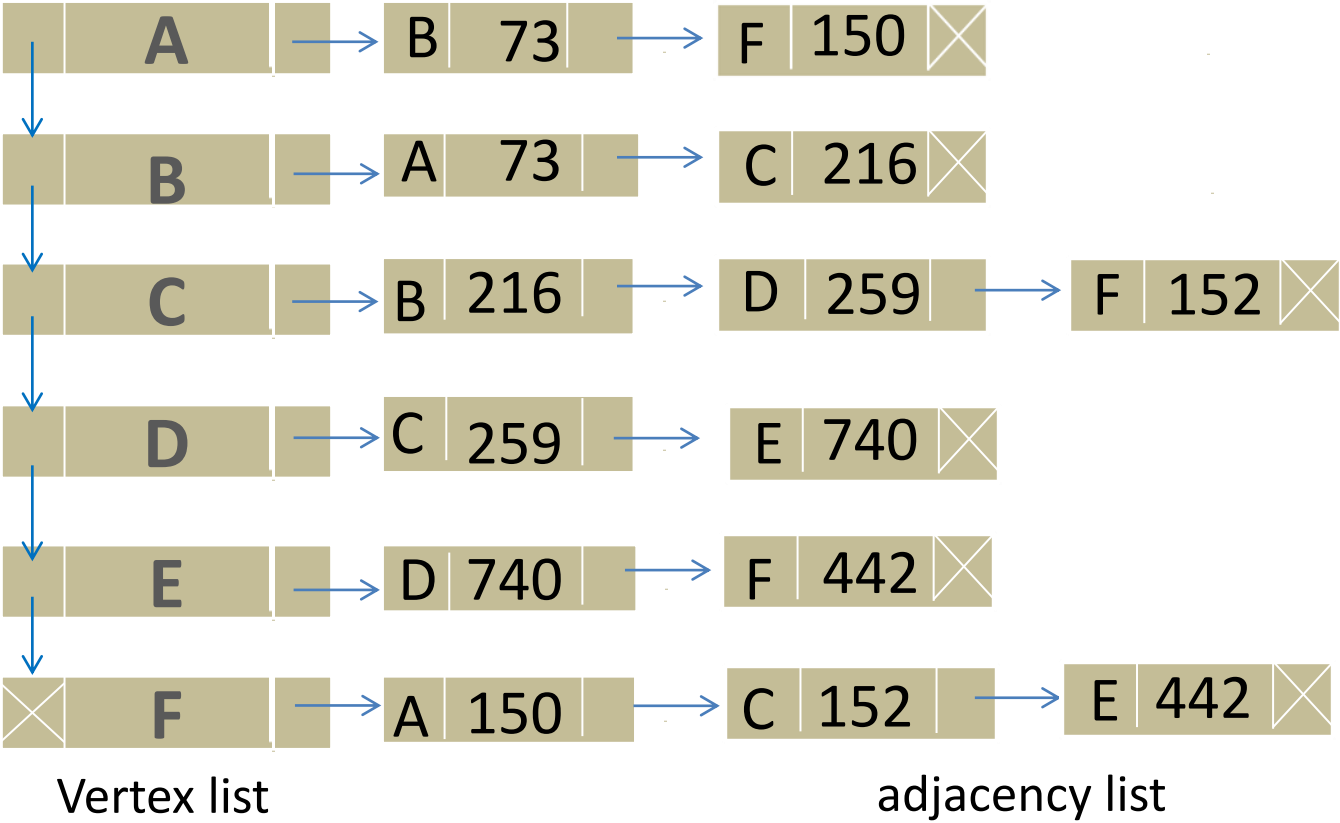 A B 73 F 150
B A 73 C 216
C B 216 D 259 F 152
D C 259 E 740
E D 740 F 442
F A 150 C 152 E 442
Vertex list adjacency list